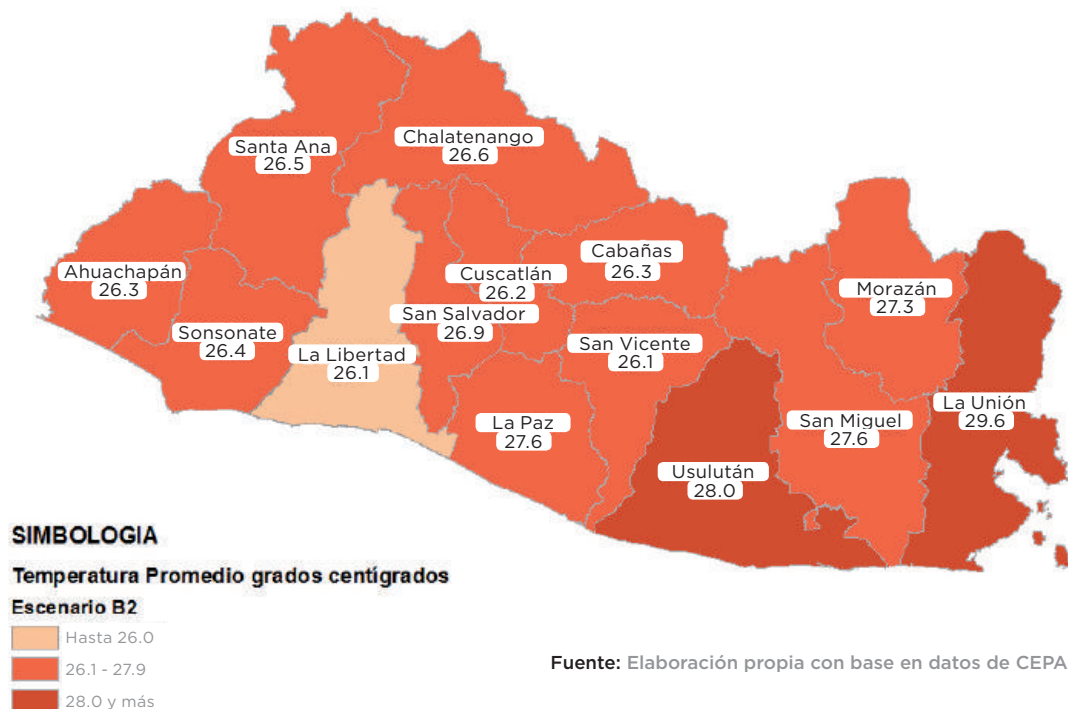 Chalatenango
26.6
Santa Ana
26.5
Cabañas
26.3
Ahuachapán
26.3
Cuscatlán
26.2
Morazán
27.3
San Salvador
26.9
Sonsonate
26.4
La Libertad
26.1
San Vicente
26.1
La Unión
29.6
La Paz
27.6
San Miguel
27.6
Usulután
28.0
SIMBOLOGIA
Temperatura Promedio grados centígrados
Escenario B2
Hasta 26.0
26.1 - 27.9
28.0 y más
Fuente: Elaboración propia con base en datos de CEPA